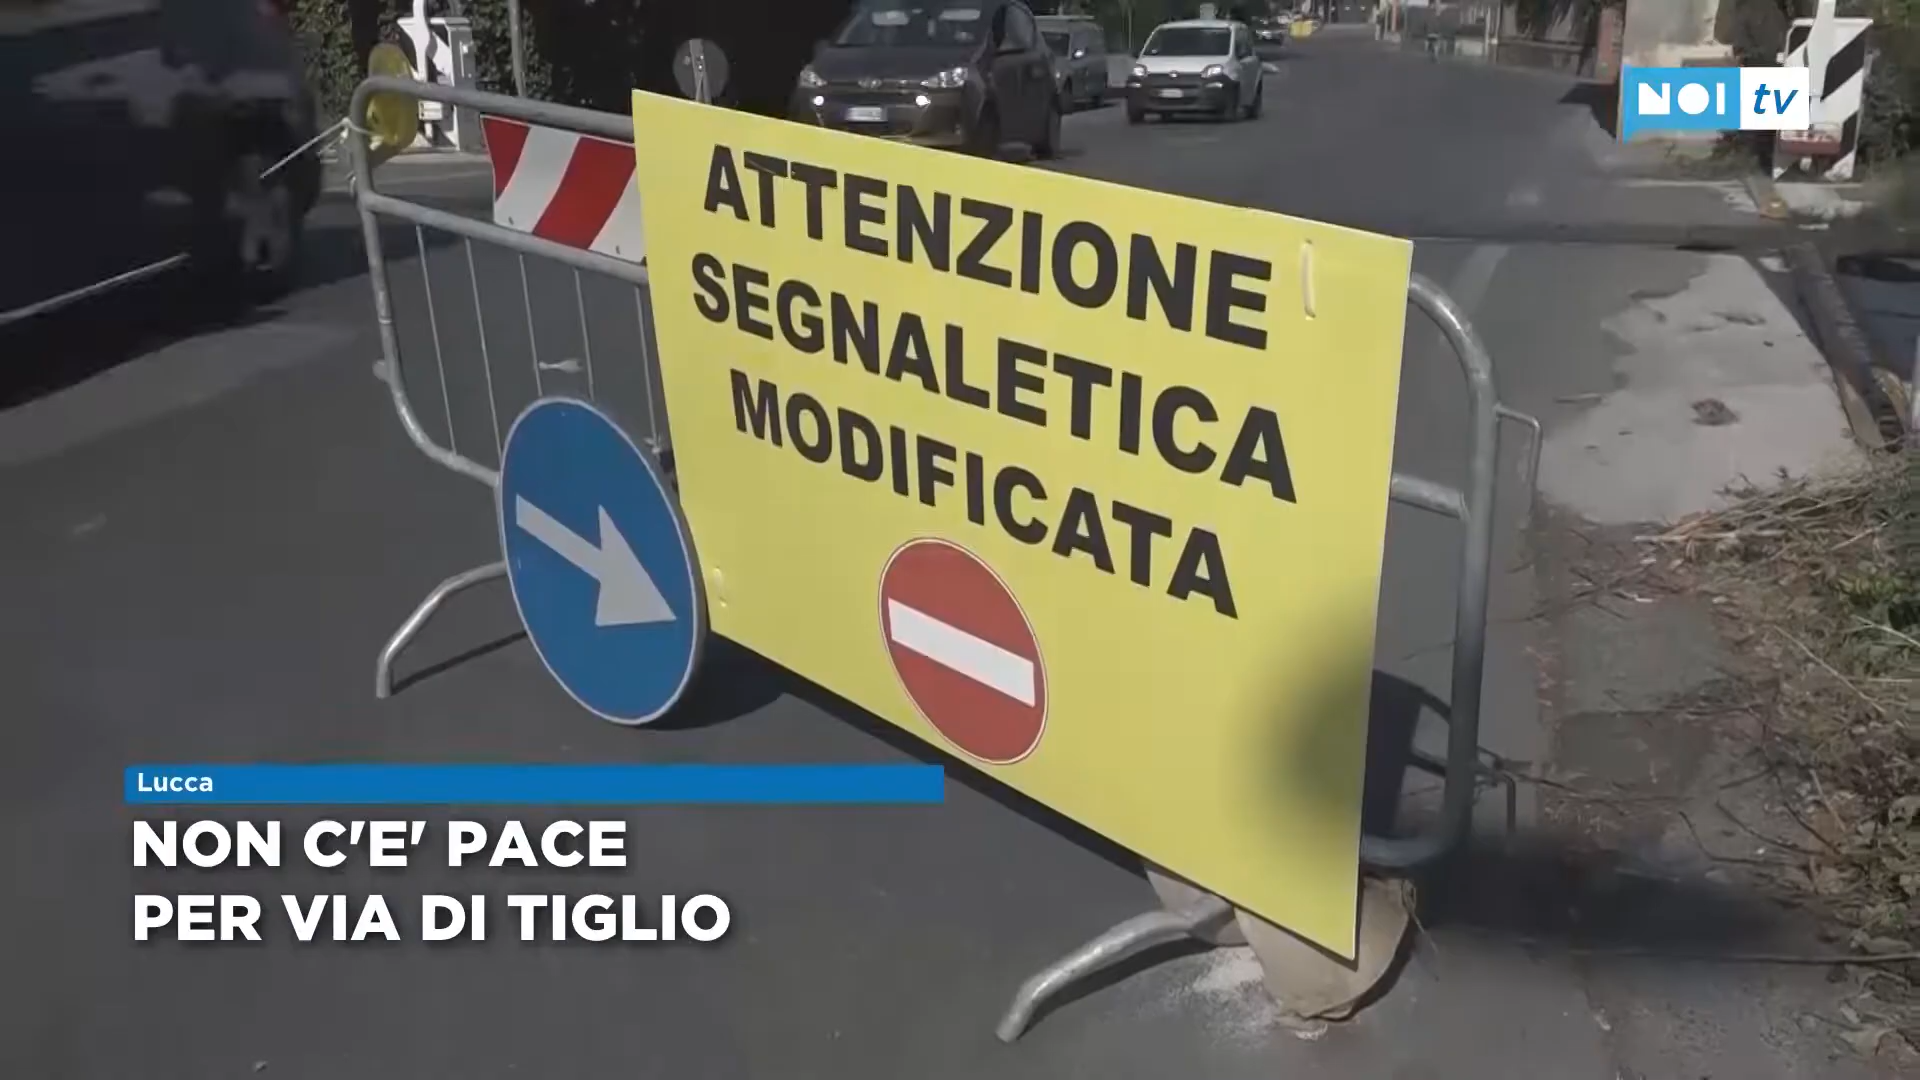 NOI tv
ATTENZIONE
SEGNALETICA
MODIFICATA
Lucca
NON C'E' PACE
PER VIA DI TIGLIO